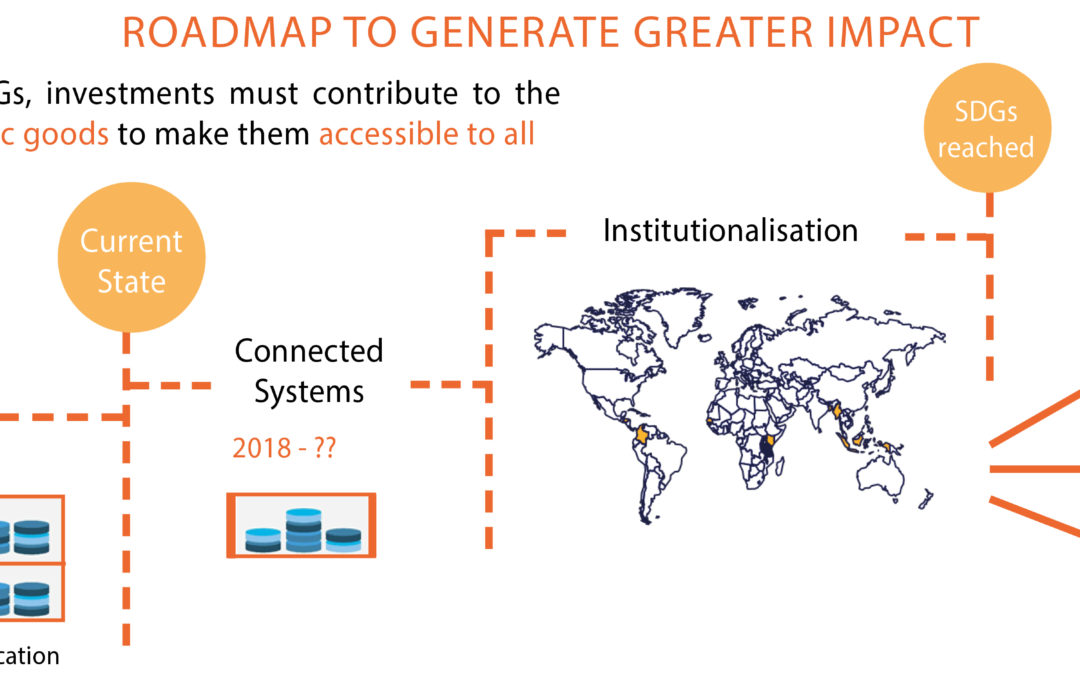 ROADMAP TO GENERATE GREATER IMPACT
Gs, investments must contribute to the
c goods to make them accessible to all
SDGs
reached
Current
State
Institutionalisation
Connected
Systems
2018 - ??
cation